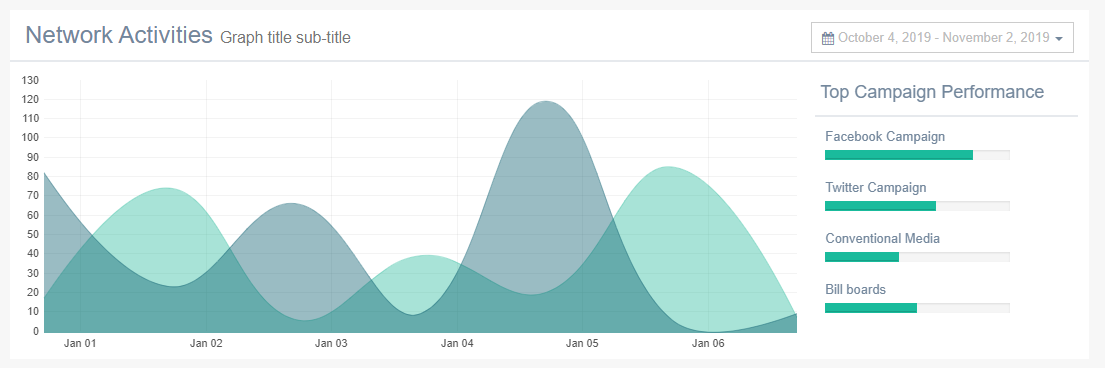 Network Activities Graph title sub-title
October 4, 2019 - November 2, 2019
130
120
110
100
90
80
70
60
50
40
30
20
10
0
Jan 01 Jan 02 Jan 03 Jan 04 Jan 05 Jan 06
Top Campaign Performance
Facebook Campaign
Twitter Campaign
Conventional Media
Bill boards